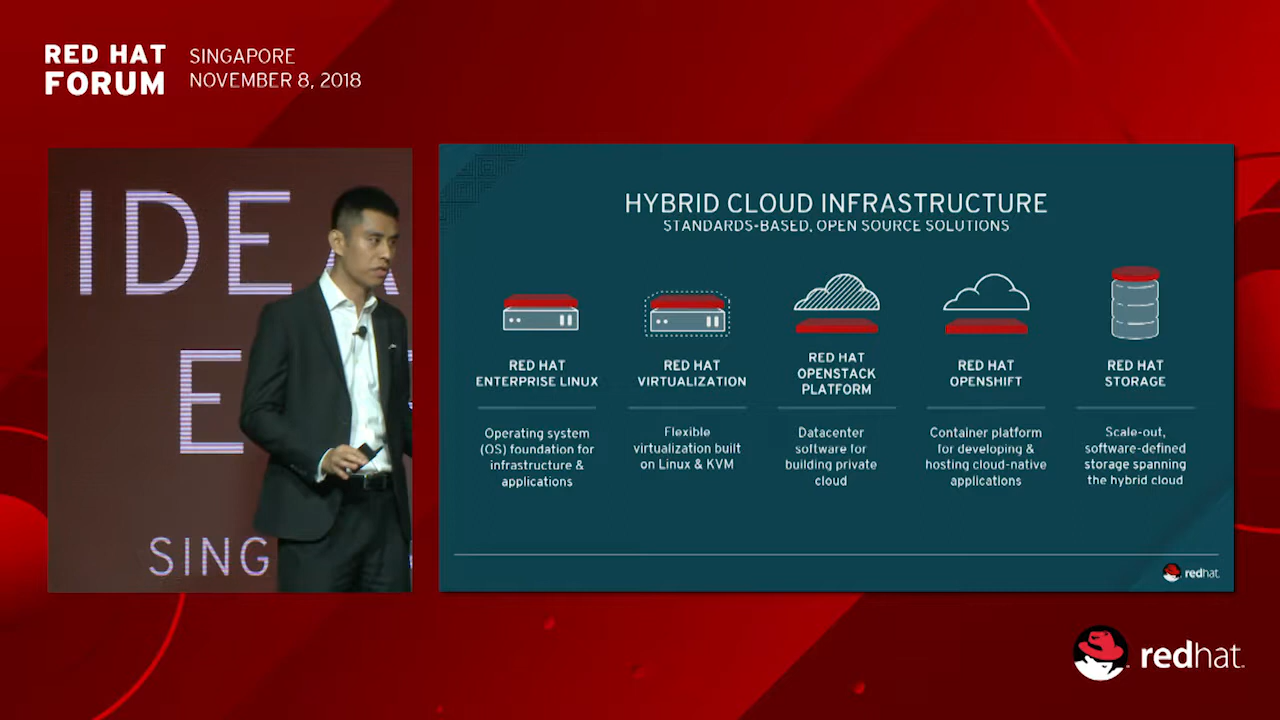 RED HAT
FORUM
SINGAPORE
NOVEMBER 8, 2018
IDEA
E
SING
HYBRID CLOUD INFRASTRUCTURE
STANDARDS-BASED, OPEN SOURCE SOLUTIONS
RED HAT
ENTERPRISE LINUX
Operating system
(OS) foundation for
infrastructure &
applications
RED HAT
VIRTUALIZATION
Flexible
virtualization built
on Linux & KVM
RED HAT
OPENSTACK
PLATFORM
Datacenter
software for
building private
cloud
RED HAT
OPENSHIFT
Container platform
for developing &
hosting cloud-native
applications
RED HAT
STORAGE
Scale-out,
software-defined
storage spanning
the hybrid cloud
redhat.
redhat.